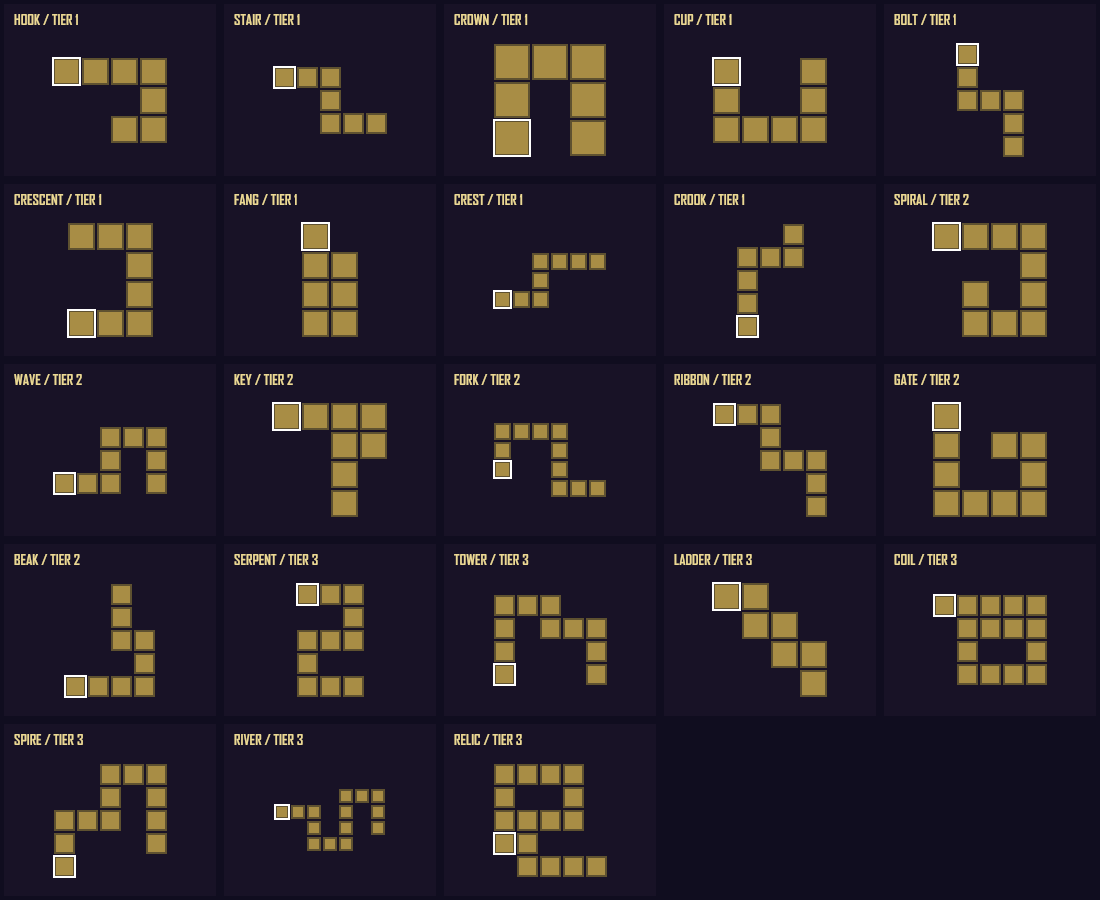 HOOK / TIER 1
STAIR / TIER 1
CROWN / TIER 1
CUP / TIER 1
BOLT / TIER 1
CRESCENT / TIER 1
FANG / TIER 1
CREST / TIER 1
CROOK / TIER 1
SPIRAL / TIER 2
WAVE / TIER 2
KEY / TIER 2
FORK / TIER 2
RIBBON / TIER 2
GATE / TIER 2
BEAK / TIER 2
SERPENT / TIER 3
TOWER / TIER 3
LADDER / TIER 3
COIL / TIER 3
SPIRE / TIER 3
RIVER / TIER 3
RELIC / TIER 3